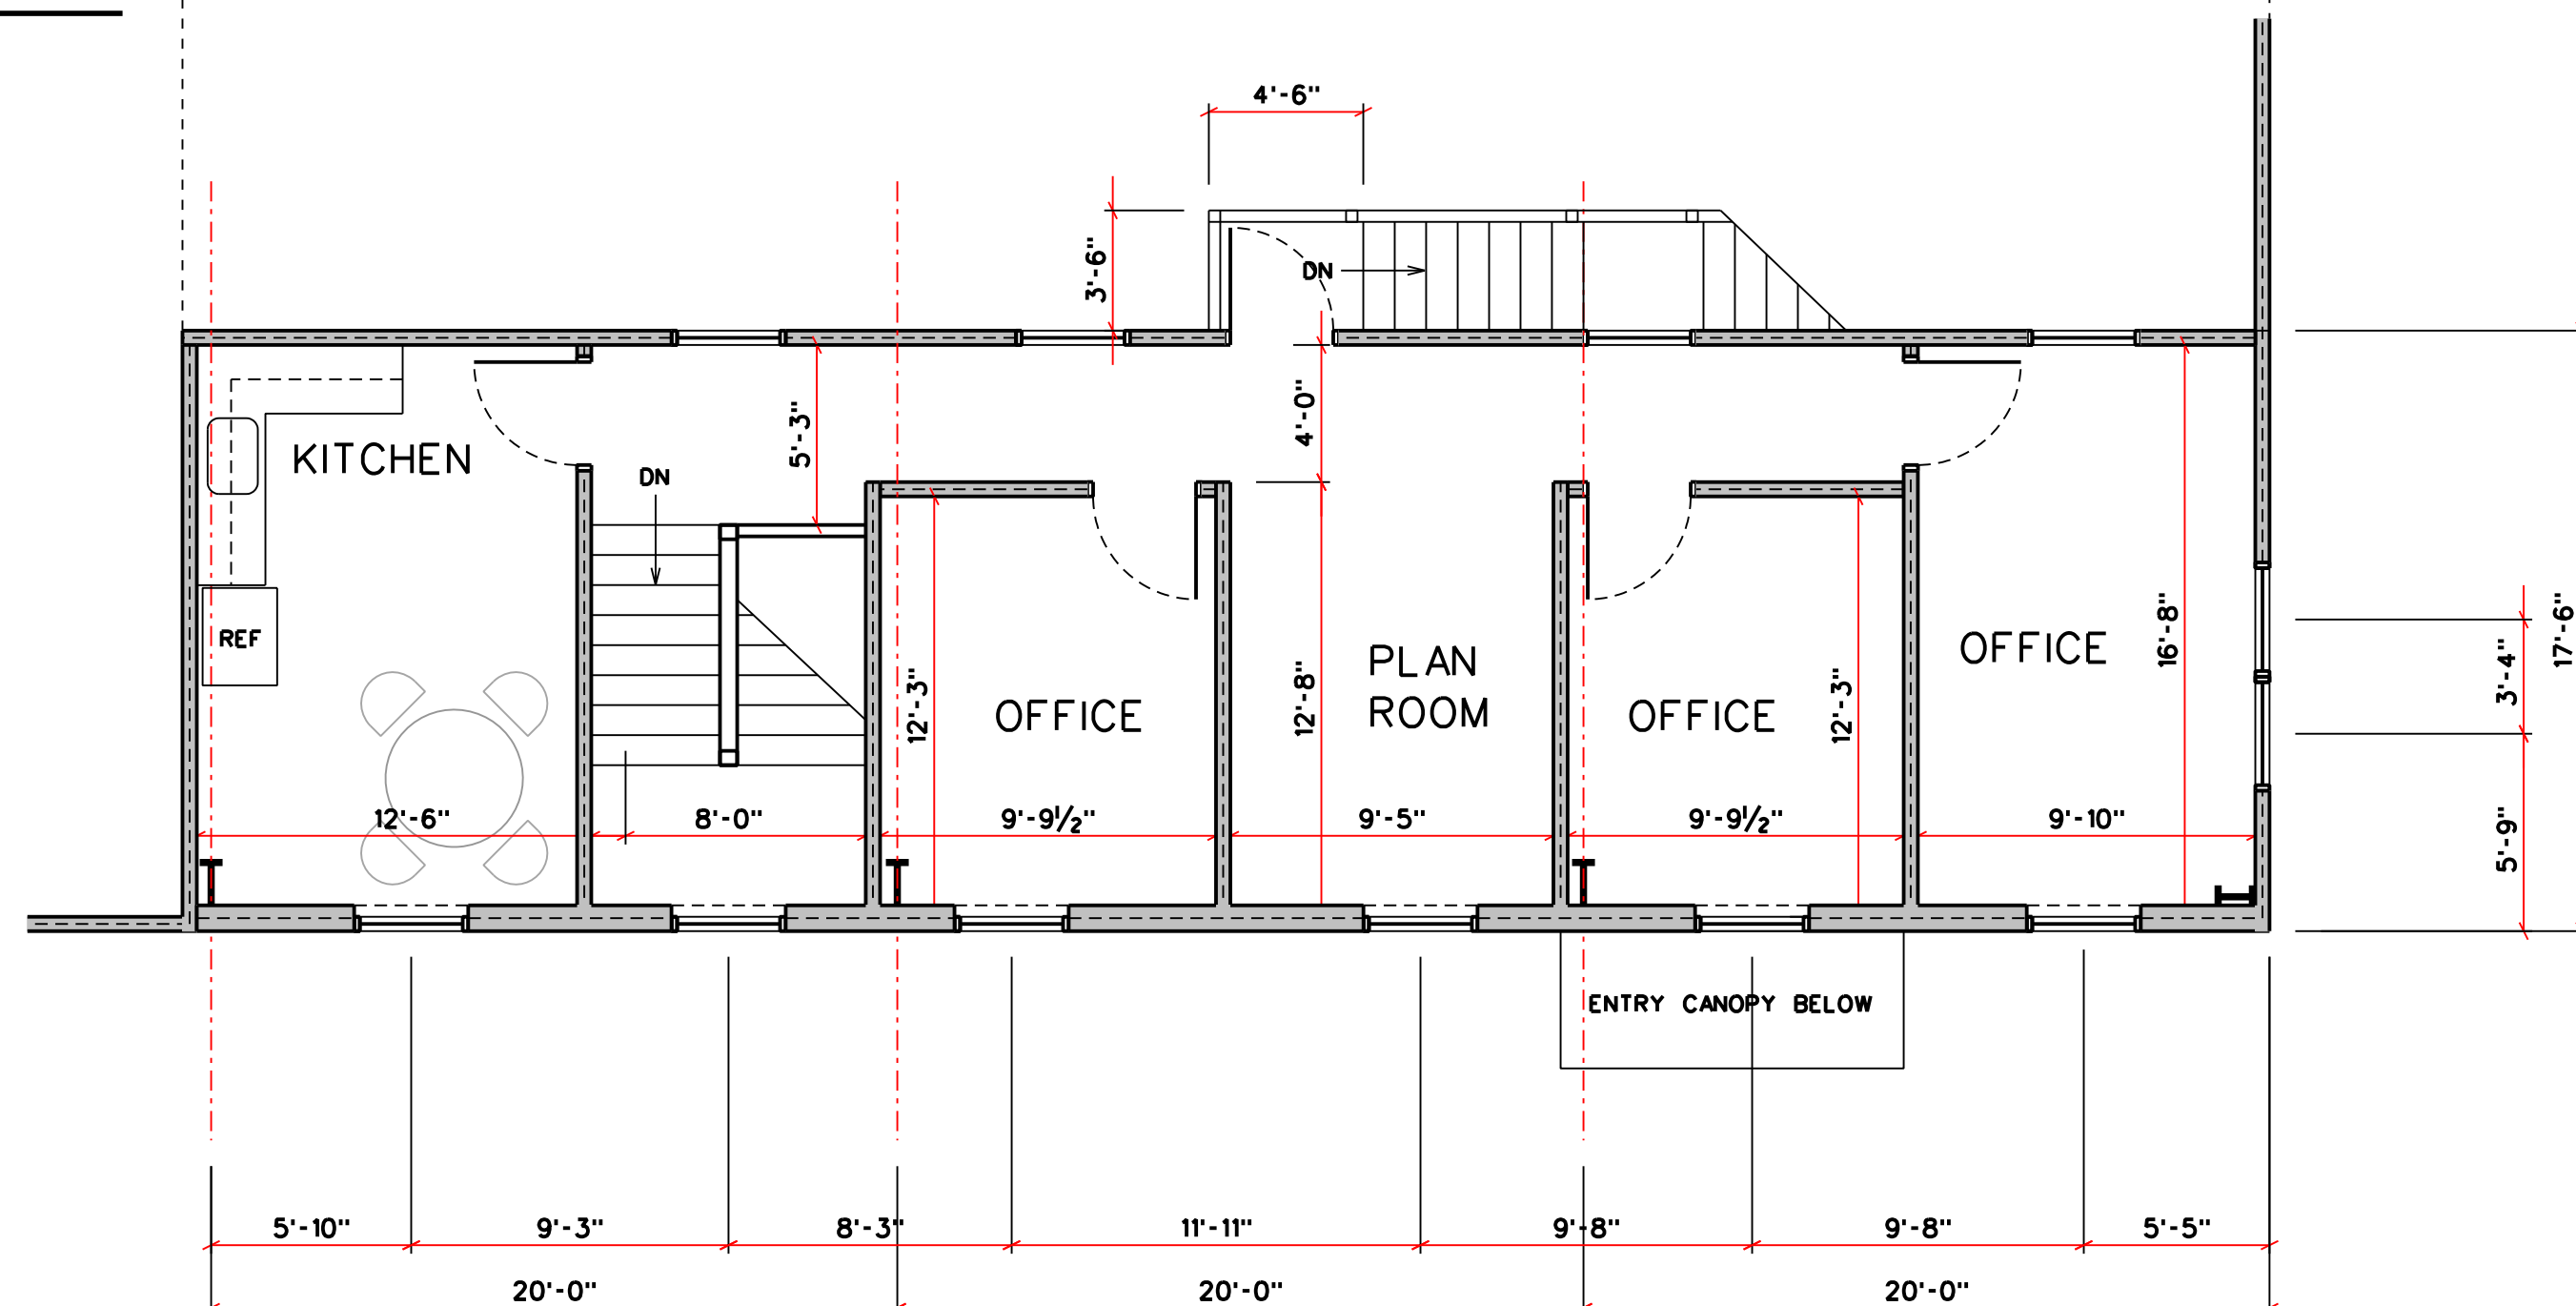 4'-6"
3'-6"
DN
KITCHEN
5'-3"
4'-0"
DN
REF
12'-3"
OFFICE
12'-8"
PLAN
ROOM
OFFICE
12'-3"
OFFICE
16'-8"
3'-4"
17'-6"
12'-6"
8'-0"
9'-9½"
9'-5"
9'-9½"
9'-10"
5'-9"
ENTRY CANOPY BELOW
5'-10"
9'-3"
8'-3"
11'-11"
9'-8"
9'-8"
5'-5"
20'-0"
20'-0"
20'-0"